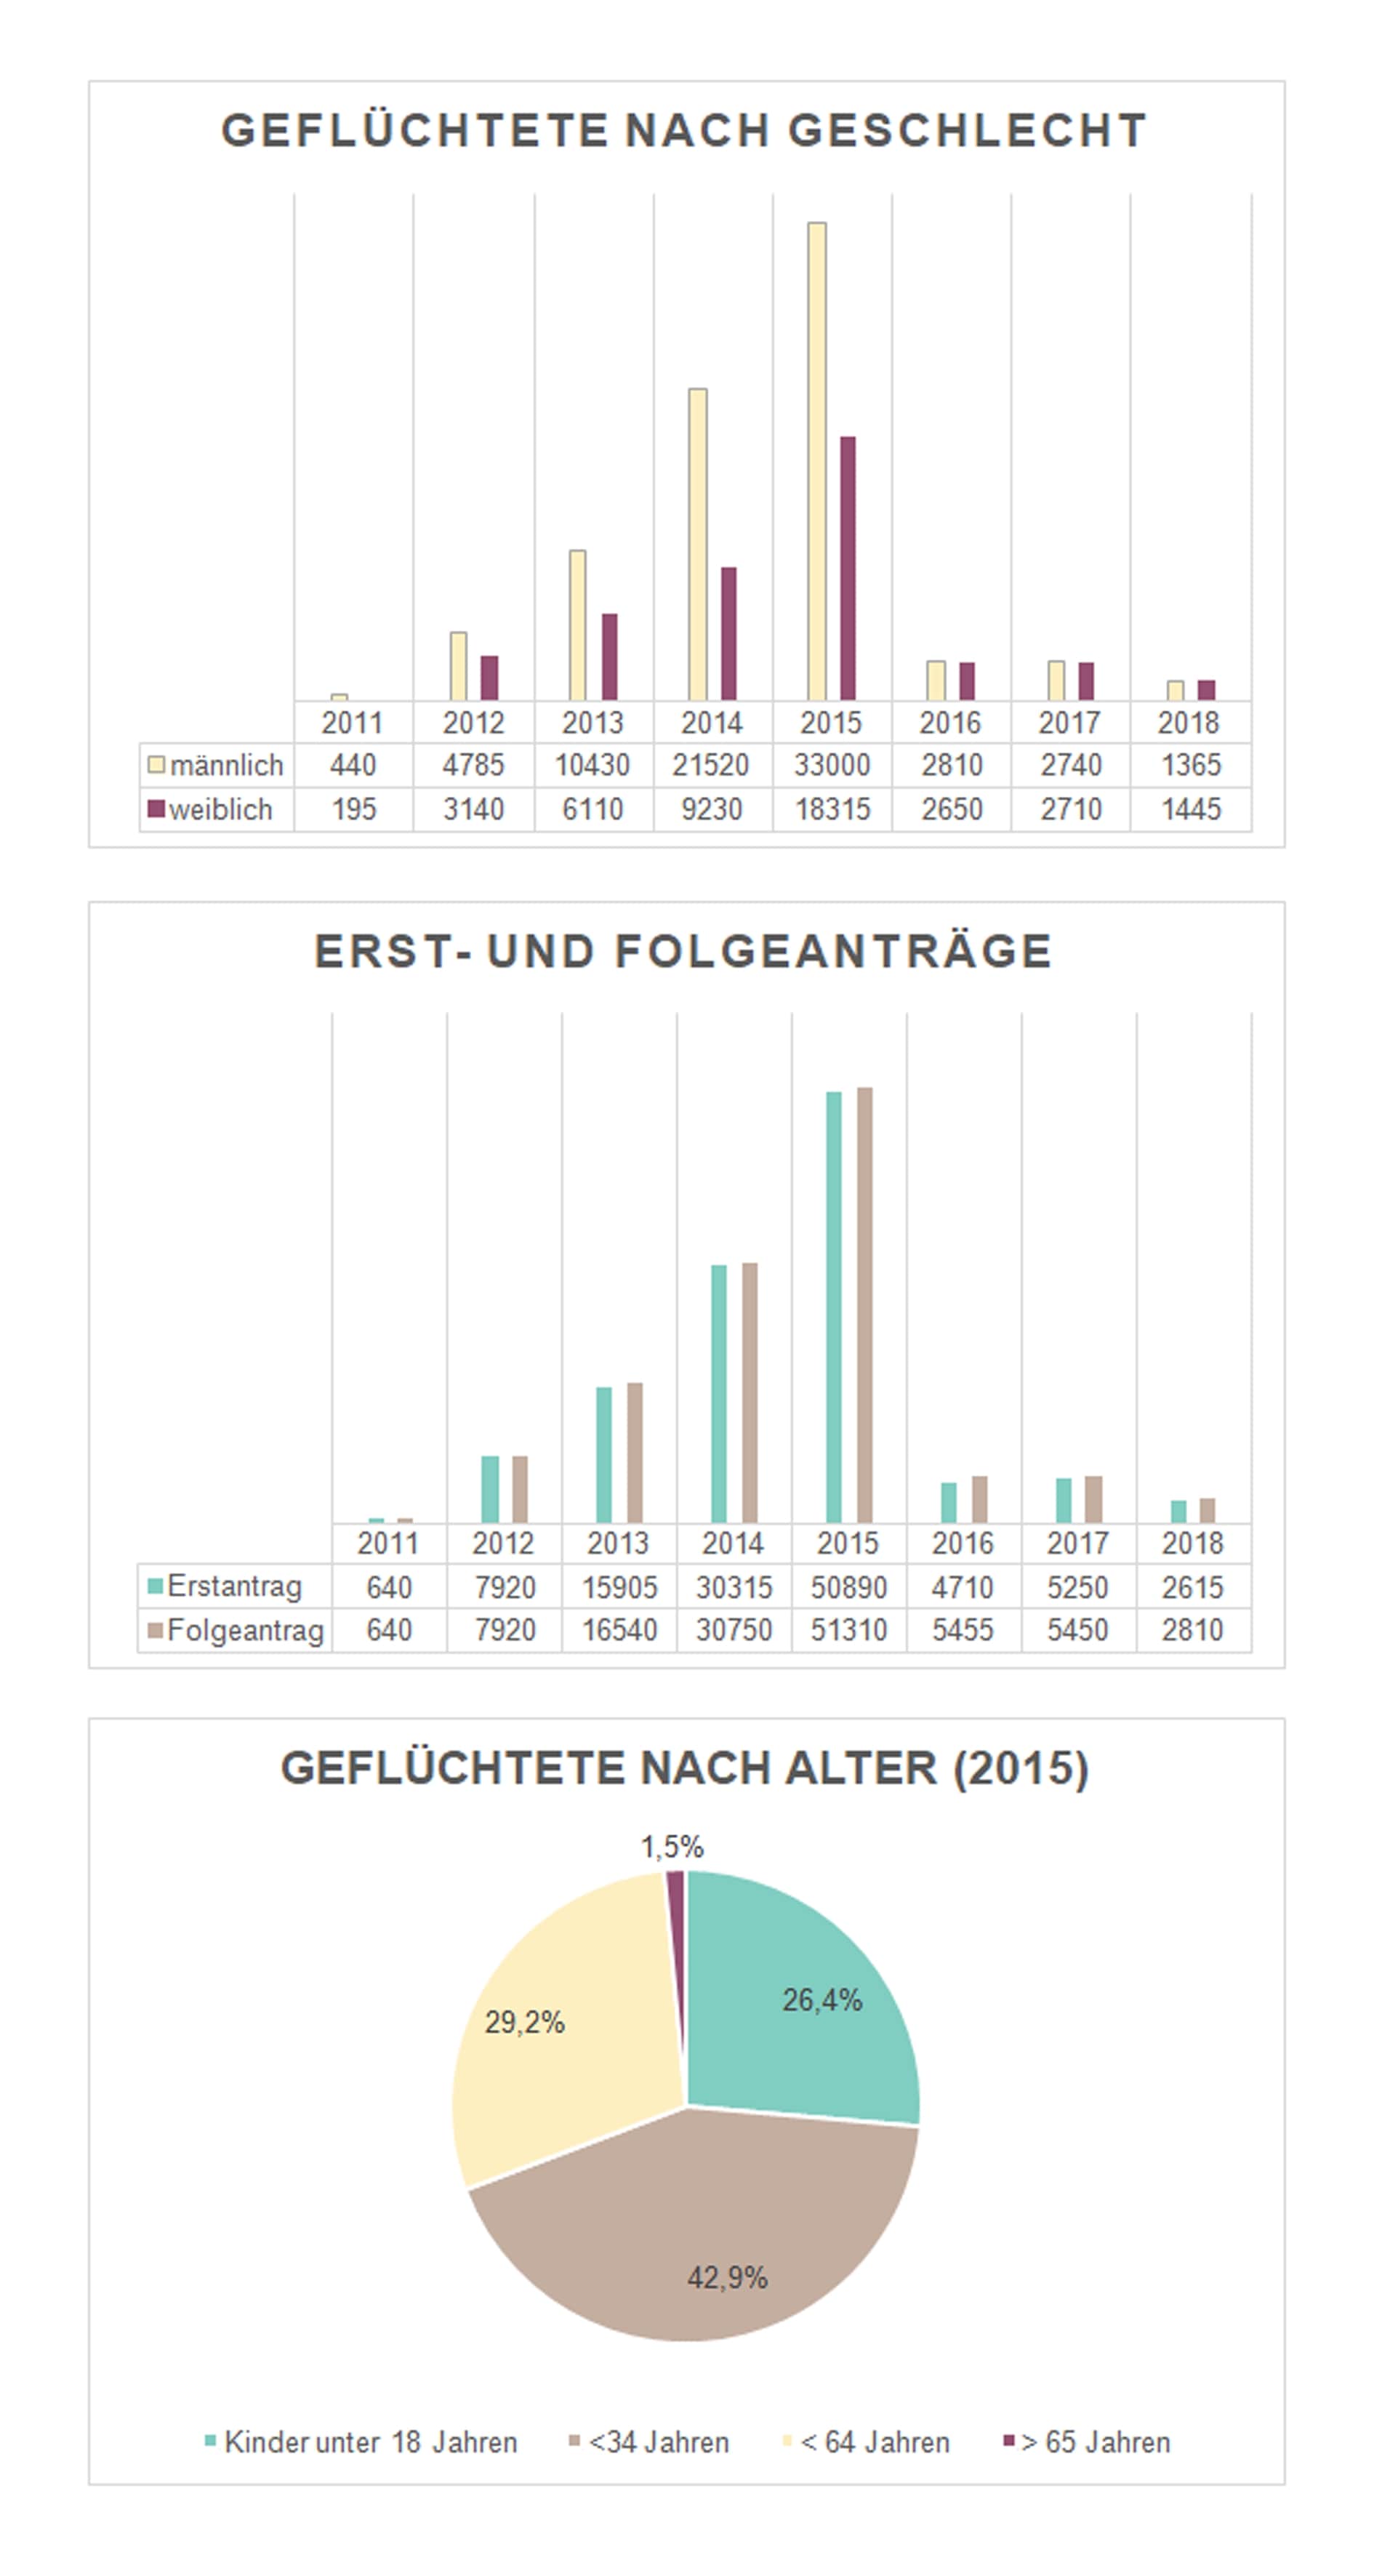 GEFLÜCHTETE NACH GESCHLECHT
2011 2012 2013 2014 2015 2016 2017 2018
männlich 440 4785 10430 21520 33000 2810 2740 1365
weiblich 195 3140 6110 9230 18315 2650 2710 1445
ERST- UND FOLGEANTRÄGE
2011 2012 2013 2014 2015 2016 2017 2018
Erstantrag 640 7920 15905 30315 50890 4710 5250 2615
Folgeantrag 640 7920 16540 30750 51310 5455 5450 2810
GEFLÜCHTETE NACH ALTER (2015)
1,5%
26,4%
29,2%
42,9%
Kinder unter 18 Jahren <34 Jahren < 64 Jahren > 65 Jahren